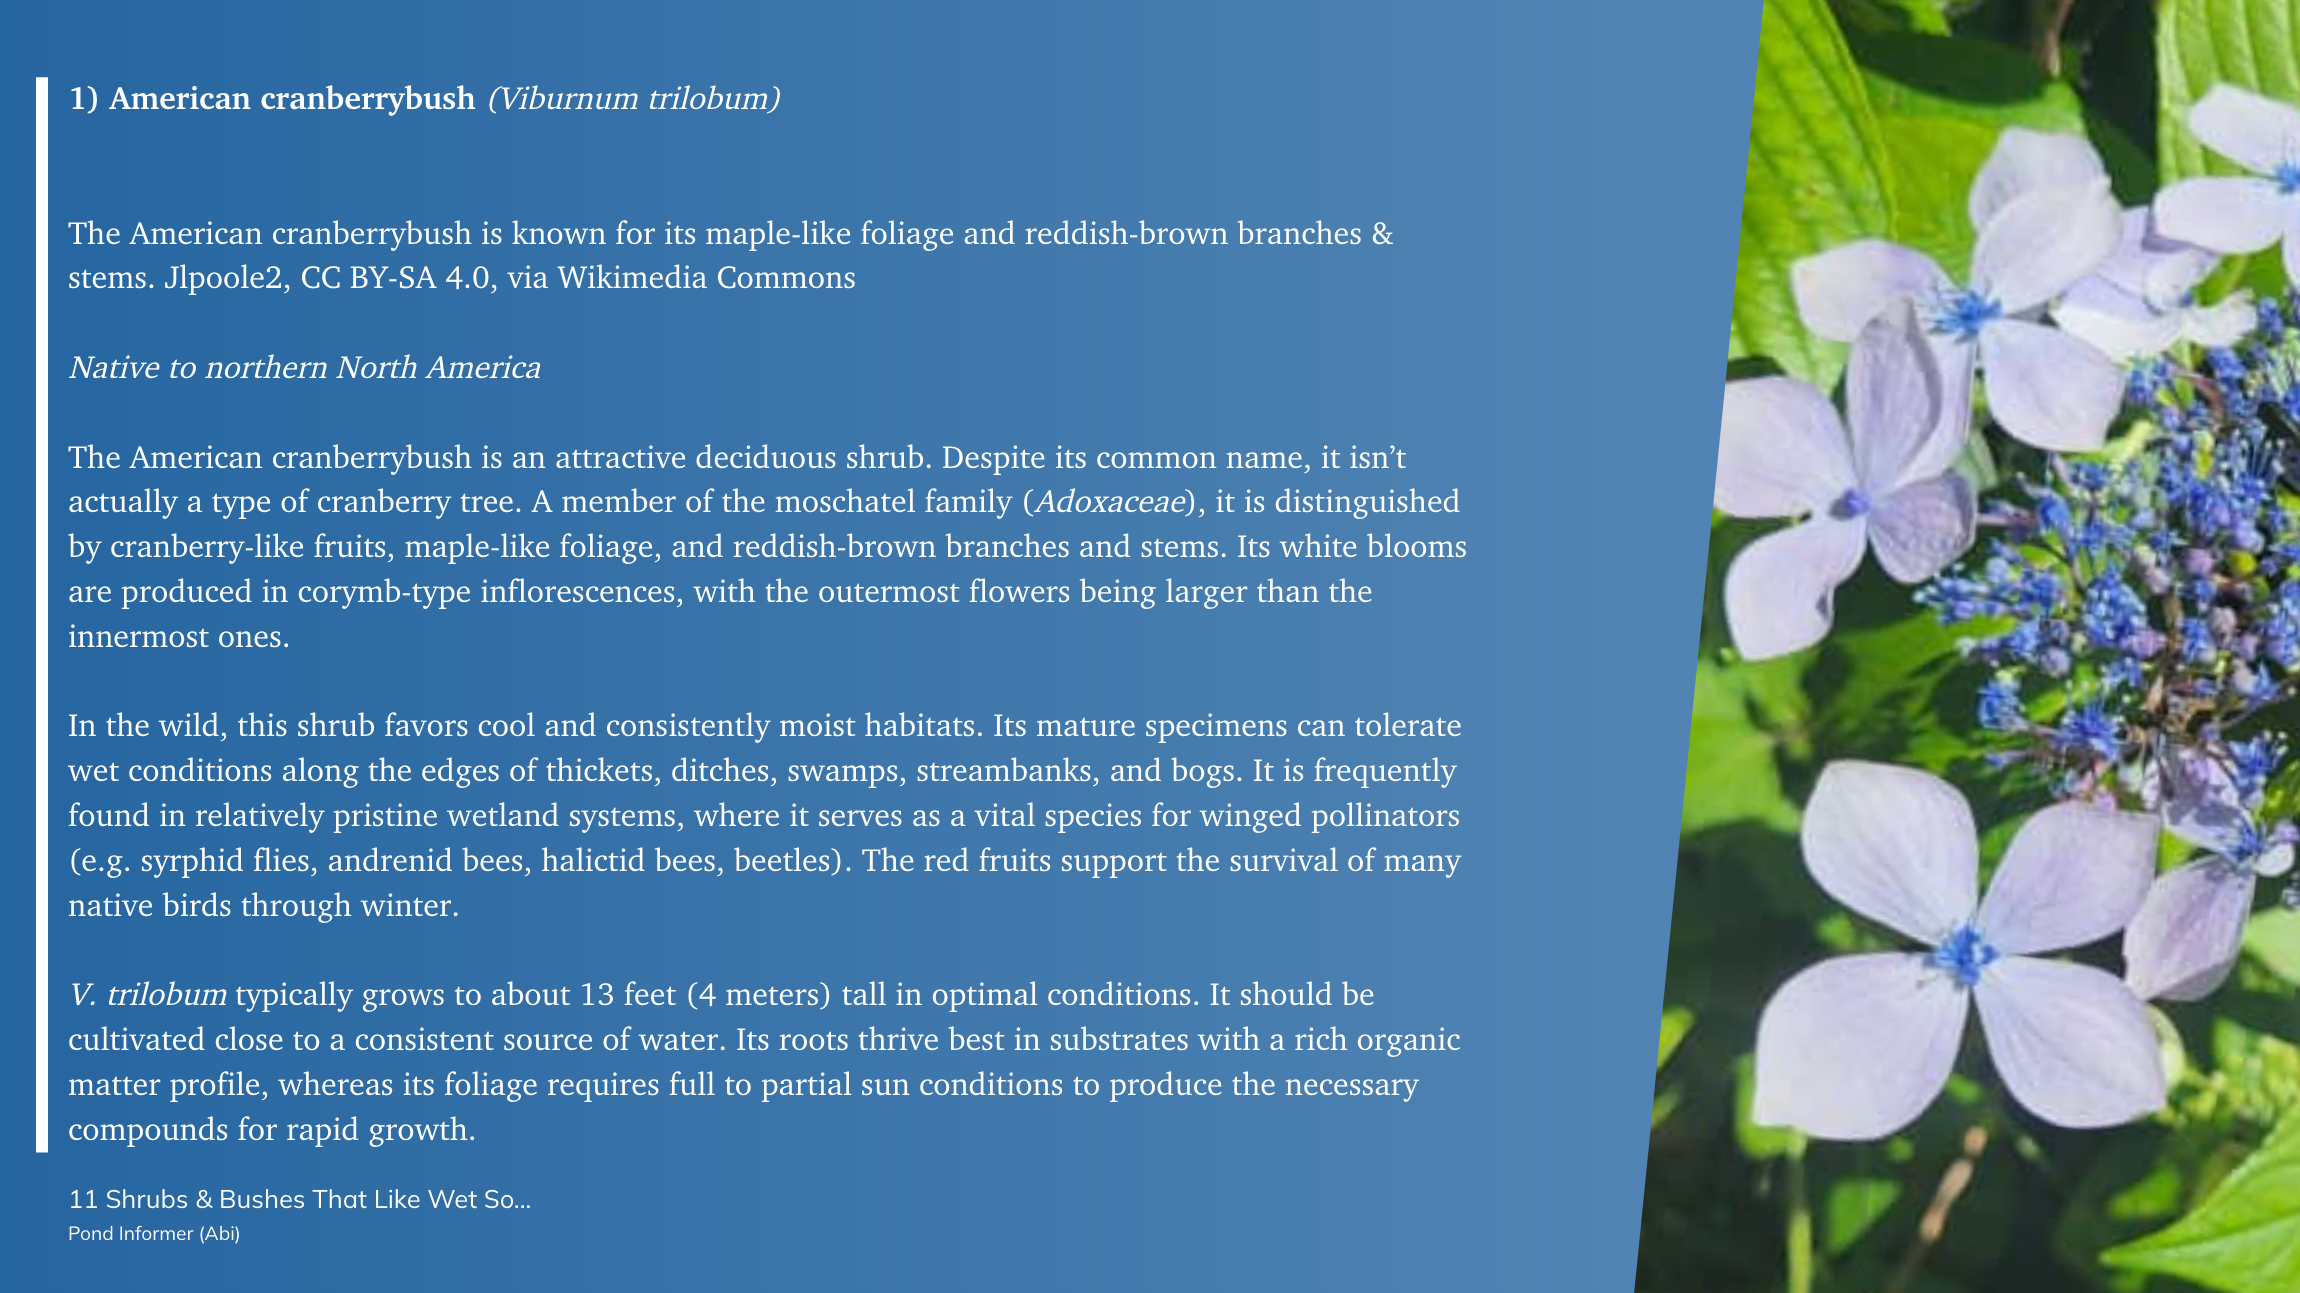 1) American cranberrybush (Viburnum trilobum)
The American cranberrybush is known for its maple-like foliage and reddish-brown branches &
stems. Jlpoole2, CC BY-SA 4.0, via Wikimedia Commons
Native to northern North America
The American cranberrybush is an attractive deciduous shrub. Despite its common name, it isn’t
actually a type of cranberry tree. A member of the moschatel family (Adoxaceae), it is distinguished
by cranberry-like fruits, maple-like foliage, and reddish-brown branches and stems. Its white blooms
are produced in corymb-type inflorescences, with the outermost flowers being larger than the
innermost ones.
In the wild, this shrub favors cool and consistently moist habitats. Its mature specimens can tolerate
wet conditions along the edges of thickets, ditches, swamps, streambanks, and bogs. It is frequently
found in relatively pristine wetland systems, where it serves as a vital species for winged pollinators
(e.g. syrphid flies, andrenid bees, halictid bees, beetles). The red fruits support the survival of many
native birds through winter.
V. trilobum typically grows to about 13 feet (4 meters) tall in optimal conditions. It should be
cultivated close to a consistent source of water. Its roots thrive best in substrates with a rich organic
matter profile, whereas its foliage requires full to partial sun conditions to produce the necessary
compounds for rapid growth.
11 Shrubs & Bushes That Like Wet So...
Pond Informer (Abi)